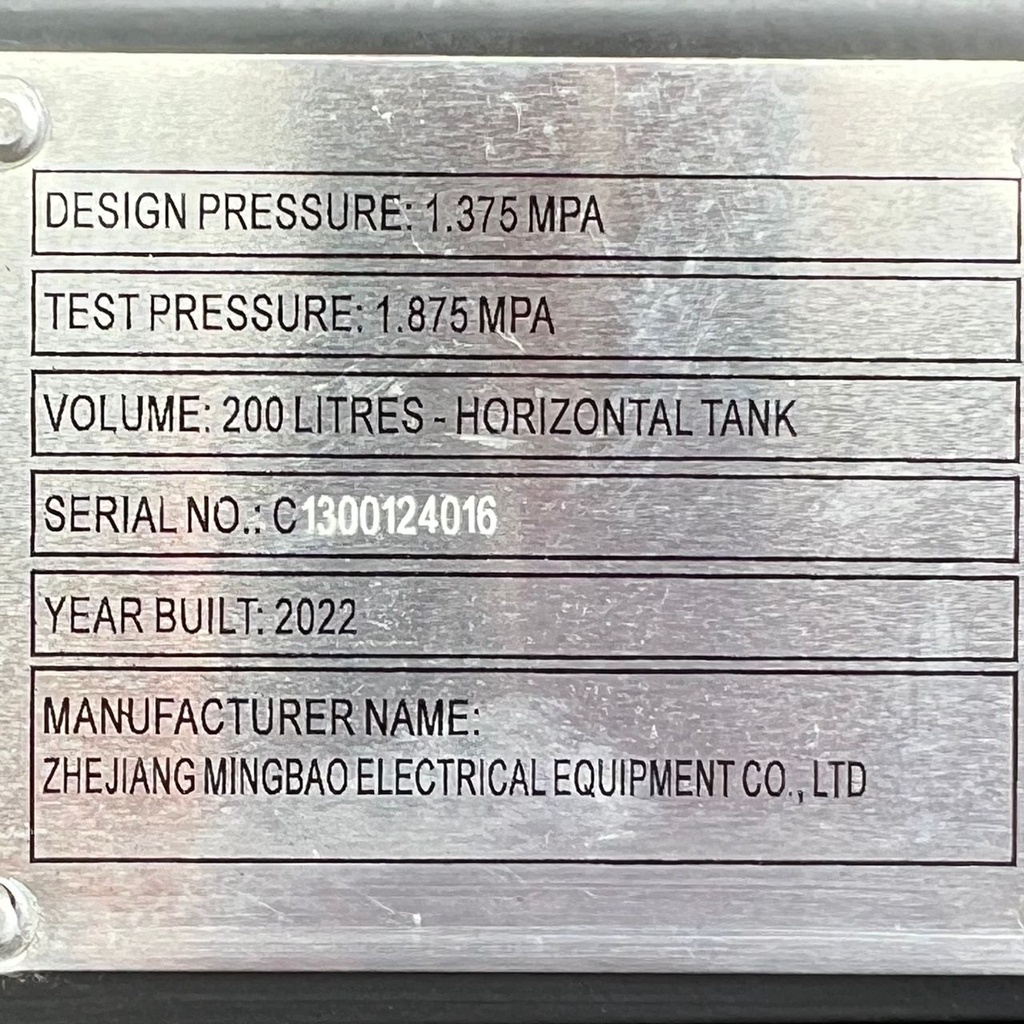 DESIGN PRESSURE: 1.375 MPA
TEST PRESSURE: 1.875 MPA
VOLUME: 200 LITRES - HORIZONTAL TANK
SERIAL NO.: C1300124016
YEAR BUILT: 2022
MANUFACTURER NAME:
ZHEJIANG MINGBAO ELECTRICAL EQUIPMENT CO., LTD